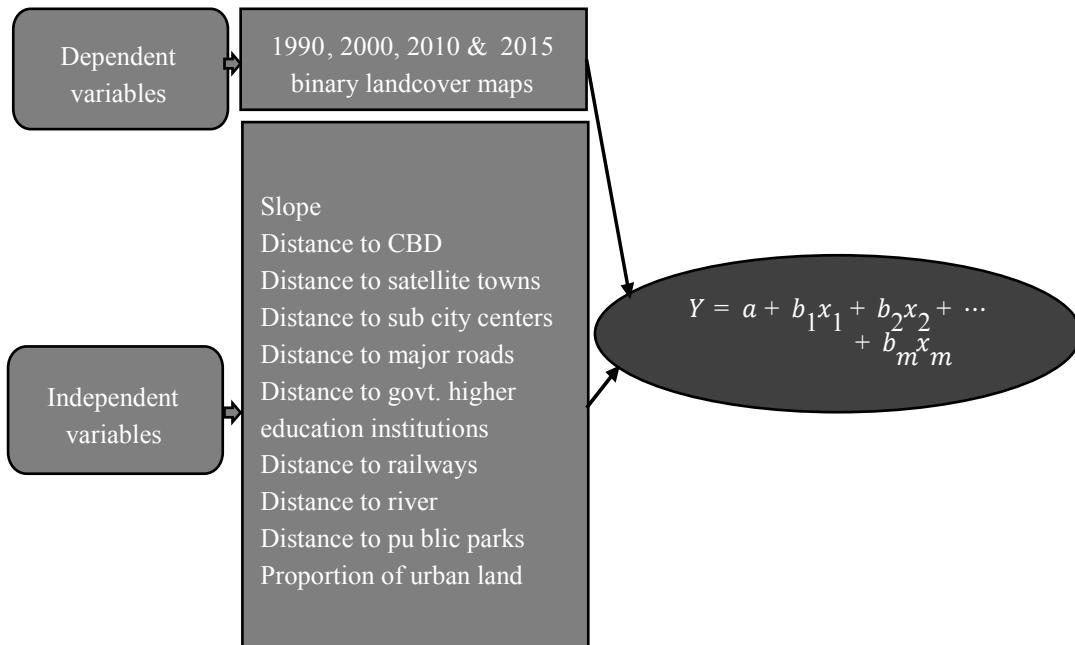 Dependent
variables
1990, 2000, 2010 & 2015
binary landcover maps
Independent
variables
Slope
Distance to CBD
Distance to satellite towns
Distance to sub city centers
Distance to major roads
Distance to govt. higher
education institutions
Distance to railways
Distance to river
Distance to pu blic parks
Proportion of urban land
Y = a + b₁x₁ + b₂x₂ + ⋯
+ bₘxₘ